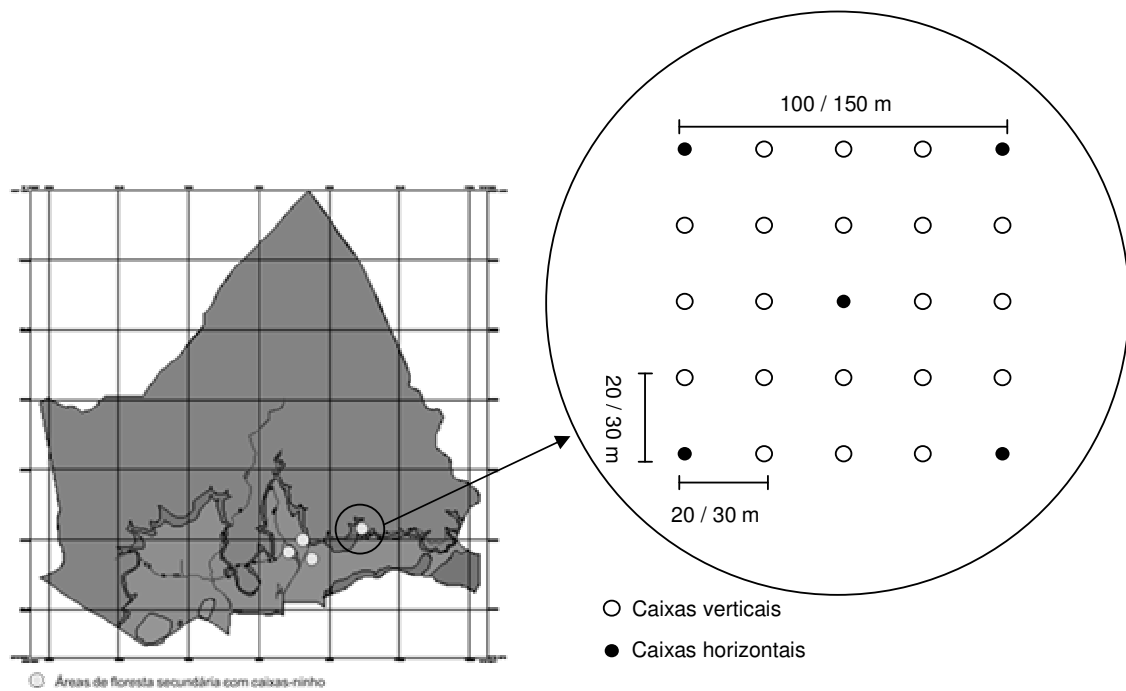 100 / 150 m
20 / 30 m
20 / 30 m
Caixas verticais
Caixas horizontais
Áreas de floresta secundária com caixas-ninho